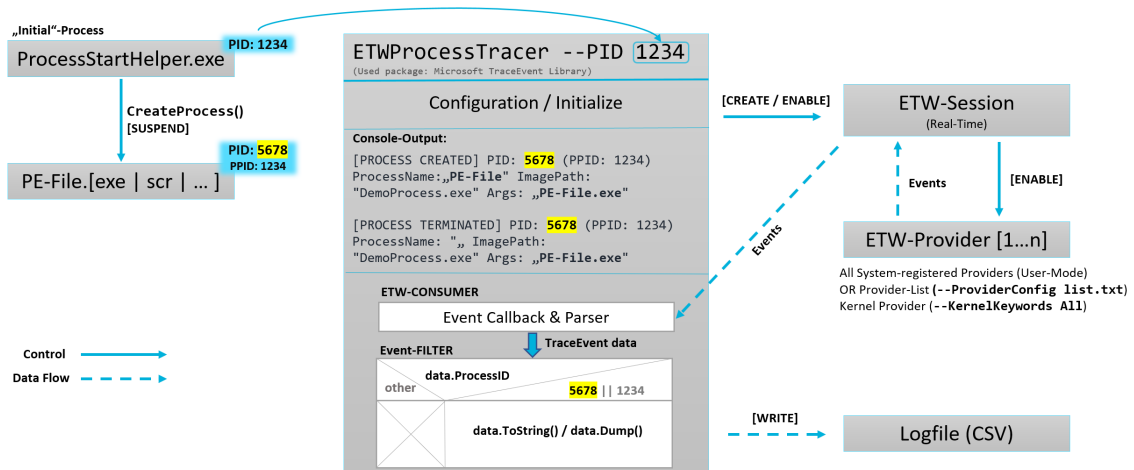 „Initial“-Process
PID: 1234
ProcessStartHelper.exe
CreateProcess()
[SUSPEND]
PID: 5678
PPID: 1234
PE-File.[exe | scr | … ]
Control
Data Flow
ETWProcessTracer --PID 1234
(Used package: Microsoft TraceEvent Library)
Configuration / Initialize
Console-Output:
[PROCESS CREATED] PID: 5678 (PPID: 1234)
ProcessName:„PE-File" ImagePath:
"DemoProcess.exe" Args: „PE-File.exe"
[PROCESS TERMINATED] PID: 5678 (PPID: 1234)
ProcessName: "„ ImagePath:
"DemoProcess.exe" Args: „PE-File.exe"
ETW-CONSUMER
Event Callback & Parser
TraceEvent data
Event-FILTER
data.ProcessID
other
5678 || 1234
data.ToString() / data.Dump()
[CREATE / ENABLE]
Events
[WRITE]
ETW-Session
(Real-Time)
Events
[ENABLE]
ETW-Provider [1…n]
All System-registered Providers (User-Mode)
OR Provider-List (--ProviderConfig list.txt)
Kernel Provider (--KernelKeywords All)
Logfile (CSV)